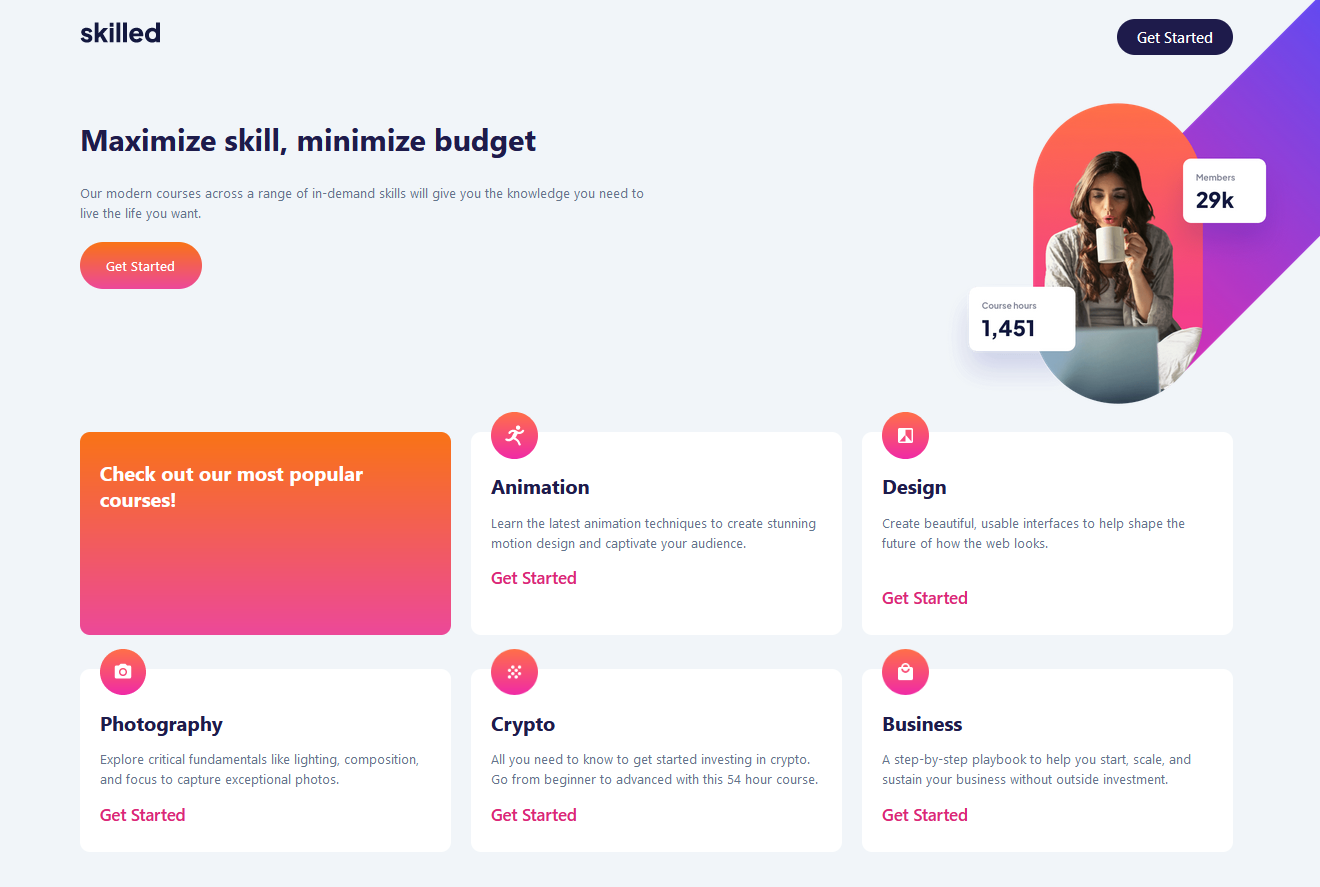 skilled
Get Started
Maximize skill, minimize budget
Our modern courses across a range of in-demand skills will give you the knowledge you need to
live the life you want.
Get Started
Members
29k
Course hours
1,451
Check out our most popular
courses!
Animation
Learn the latest animation techniques to create stunning
motion design and captivate your audience.
Get Started
Design
Create beautiful, usable interfaces to help shape the
future of how the web looks.
Get Started
Photography
Explore critical fundamentals like lighting, composition,
and focus to capture exceptional photos.
Get Started
Crypto
All you need to know to get started investing in crypto.
Go from beginner to advanced with this 54 hour course.
Get Started
Business
A step-by-step playbook to help you start, scale, and
sustain your business without outside investment.
Get Started